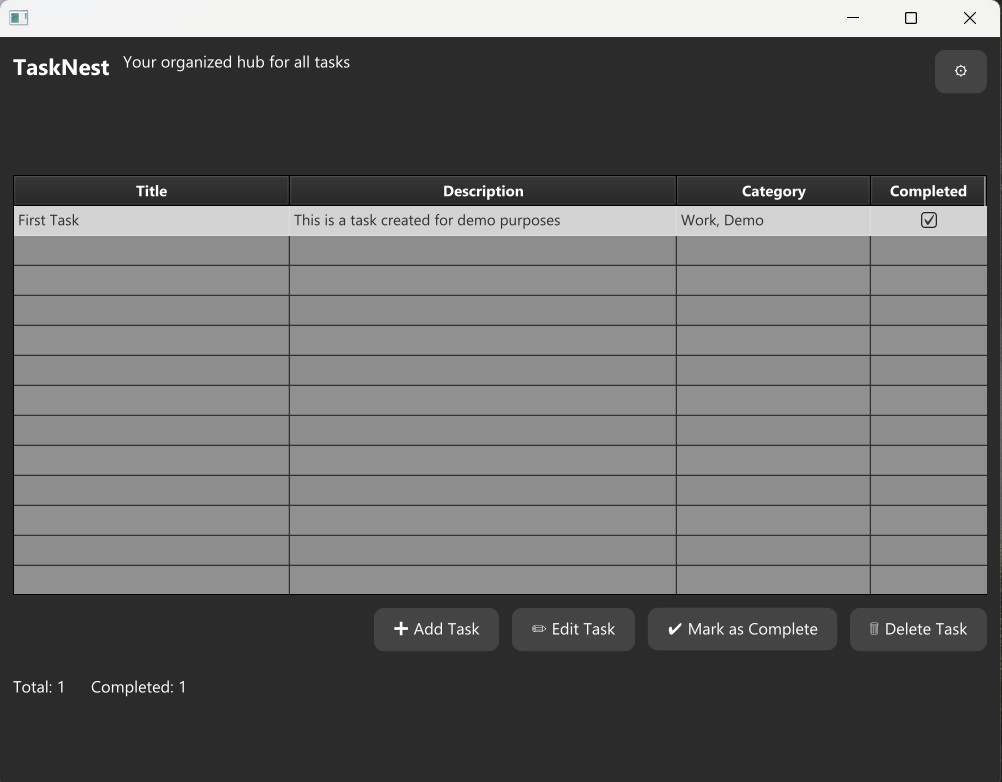 TaskNest Your organized hub for all tasks
Title Description Category Completed
First Task This is a task created for demo purposes Work, Demo
Add Task Edit Task Mark as Complete Delete Task
Total: 1 Completed: 1